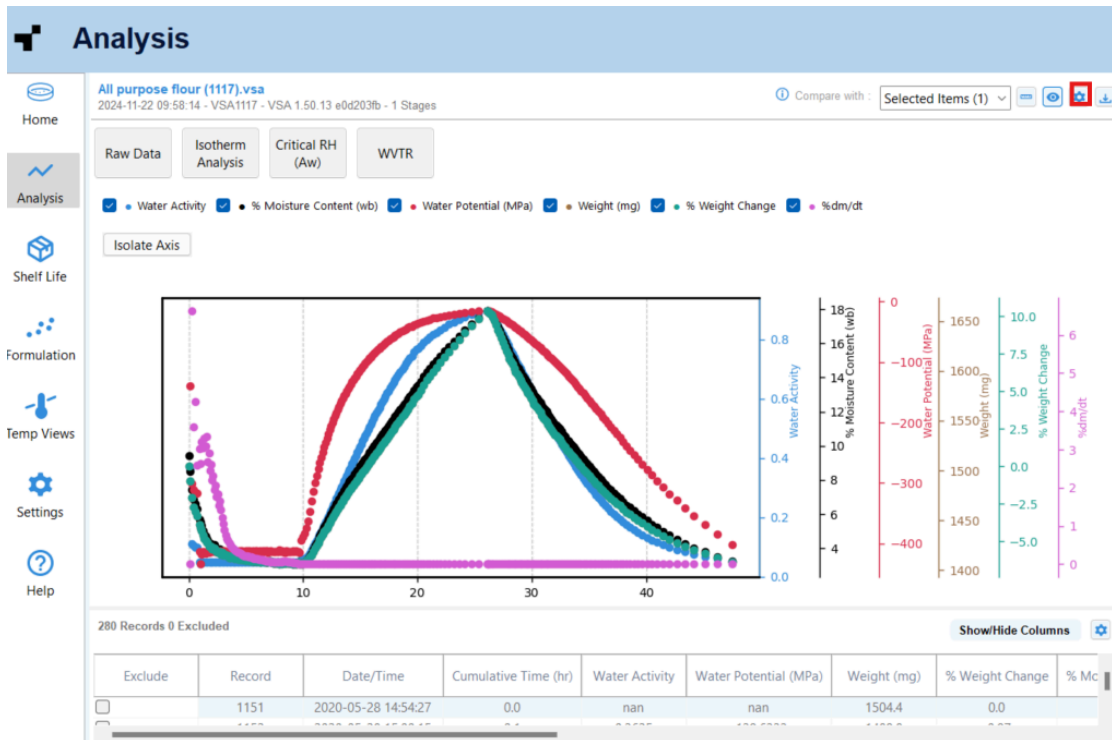 Analysis
All purpose flour (1117).vsa
2024-11-22 09:58:14 - VSA1117 - VSA 1.50.13 e0d203fb - 1 Stages
Compare with :
Selected Items (1)
Home
Analysis
Shelf Life
Formulation
Temp Views
Settings
Help
Raw Data
Isotherm
Analysis
Critical RH
(Aw)
WVTR
Water Activity % Moisture Content (wb) Water Potential (MPa) Weight (mg) % Weight Change %dm/dt
Isolate Axis
0 10 20 30 40
0.8
0.6
0.4
0.2
0.0
Water Activity
18
16
14
12
10
8
6
4
% Moisture Content (wb)
0
−100
−200
−300
−400
Water Potential (MPa)
1650
1600
1550
1500
1450
1400
Weight (mg)
10.0
7.5
5.0
2.5
0.0
−2.5
−5.0
% Weight Change
6
5
4
3
2
1
0
%dm/dt
280 Records 0 Excluded
Show/Hide Columns
Exclude Record Date/Time Cumulative Time (hr) Water Activity Water Potential (MPa) Weight (mg) % Weight Change % Mc
1151 2020-05-28 14:54:27 0.0 nan nan 1504.4 0.0